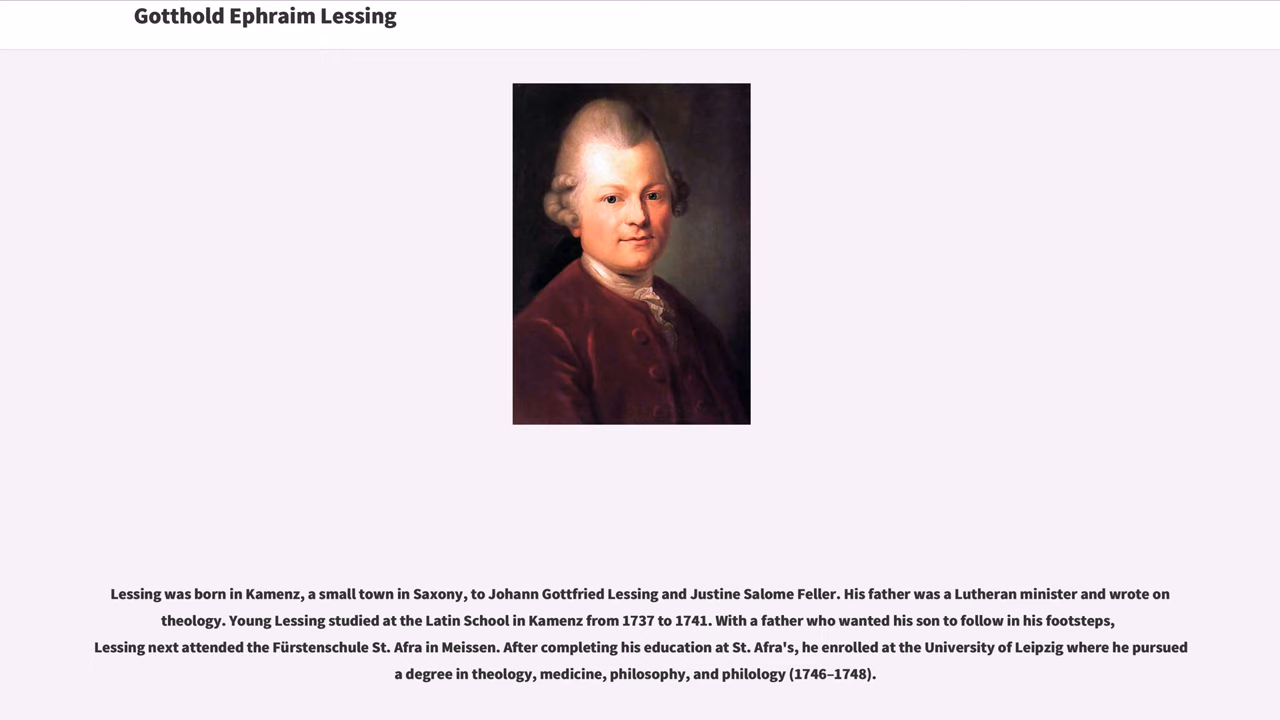 Gotthold Ephraim Lessing
Lessing was born in Kamenz, a small town in Saxony, to Johann Gottfried Lessing and Justine Salome Feller. His father was a Lutheran minister and wrote on
theology. Young Lessing studied at the Latin School in Kamenz from 1737 to 1741. With a father who wanted his son to follow in his footsteps,
Lessing next attended the Fürstenschule St. Afra in Meissen. After completing his education at St. Afra's, he enrolled at the University of Leipzig where he pursued
a degree in theology, medicine, philosophy, and philology (1746–1748).